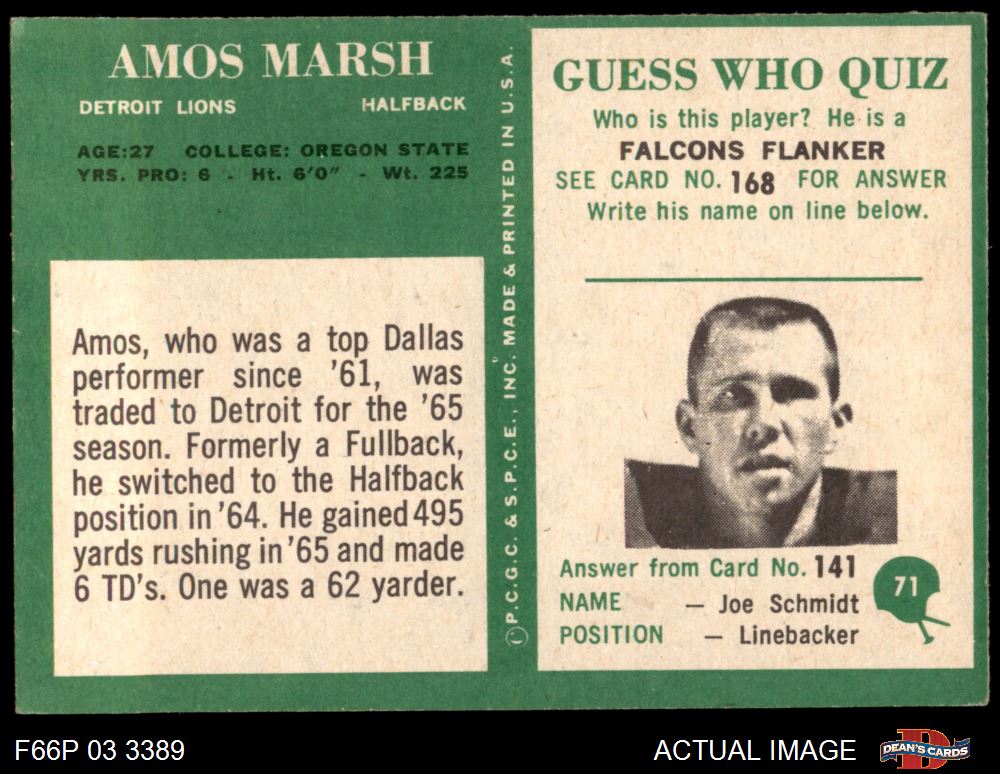 AMOS MARSH
DETROIT LIONS HALFBACK
AGE:27 COLLEGE: OREGON STATE
YRS. PRO: 6 - Ht. 6'0" - Wt. 225
Amos, who was a top Dallas
performer since '61, was
traded to Detroit for the '65
season. Formerly a Fullback,
he switched to the Halfback
position in '64. He gained 495
yards rushing in '65 and made
6 TD's. One was a 62 yarder.
© P.C.G.C. & S.P.C.E., INC. MADE & PRINTED IN U.S.A.
GUESS WHO QUIZ
Who is this player? He is a
FALCONS FLANKER
SEE CARD NO. 168 FOR ANSWER
Write his name on line below.
Answer from Card No. 141
NAME — Joe Schmidt
POSITION — Linebacker
71
F66P 03 3389
ACTUAL IMAGE
DEAN'S CARDS